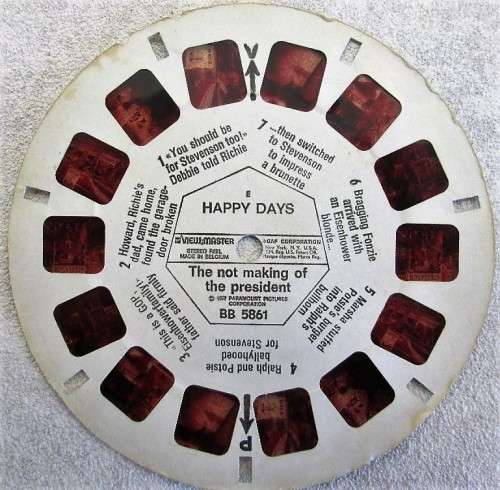 V
1 «You should be
for Stevenson too!»
Debbie told Richie
2 Howard, Richie's
dad, came home,
found the garage-
door broken
3 «This is a GOP
Eisenhower family!»
father said firmly
4 Ralph and Potsie
ballyhooed
for Stevenson
5 Marsha stuffed
Potsie's burger
into Ralph's
bullhorn
6 Bragging Fonzie
arrived with
an Eisenhower
blonde...
7 ...then switched
to Stevenson
to impress
a brunette
E
HAPPY DAYS
VIEW-MASTER
STEREO REEL
MADE IN BELGIUM
GAF CORPORATION
New York, N.Y., U.S.A.
The not making of
the president
© PARAMOUNT PICTURES
CORPORATION
BB 5861
P